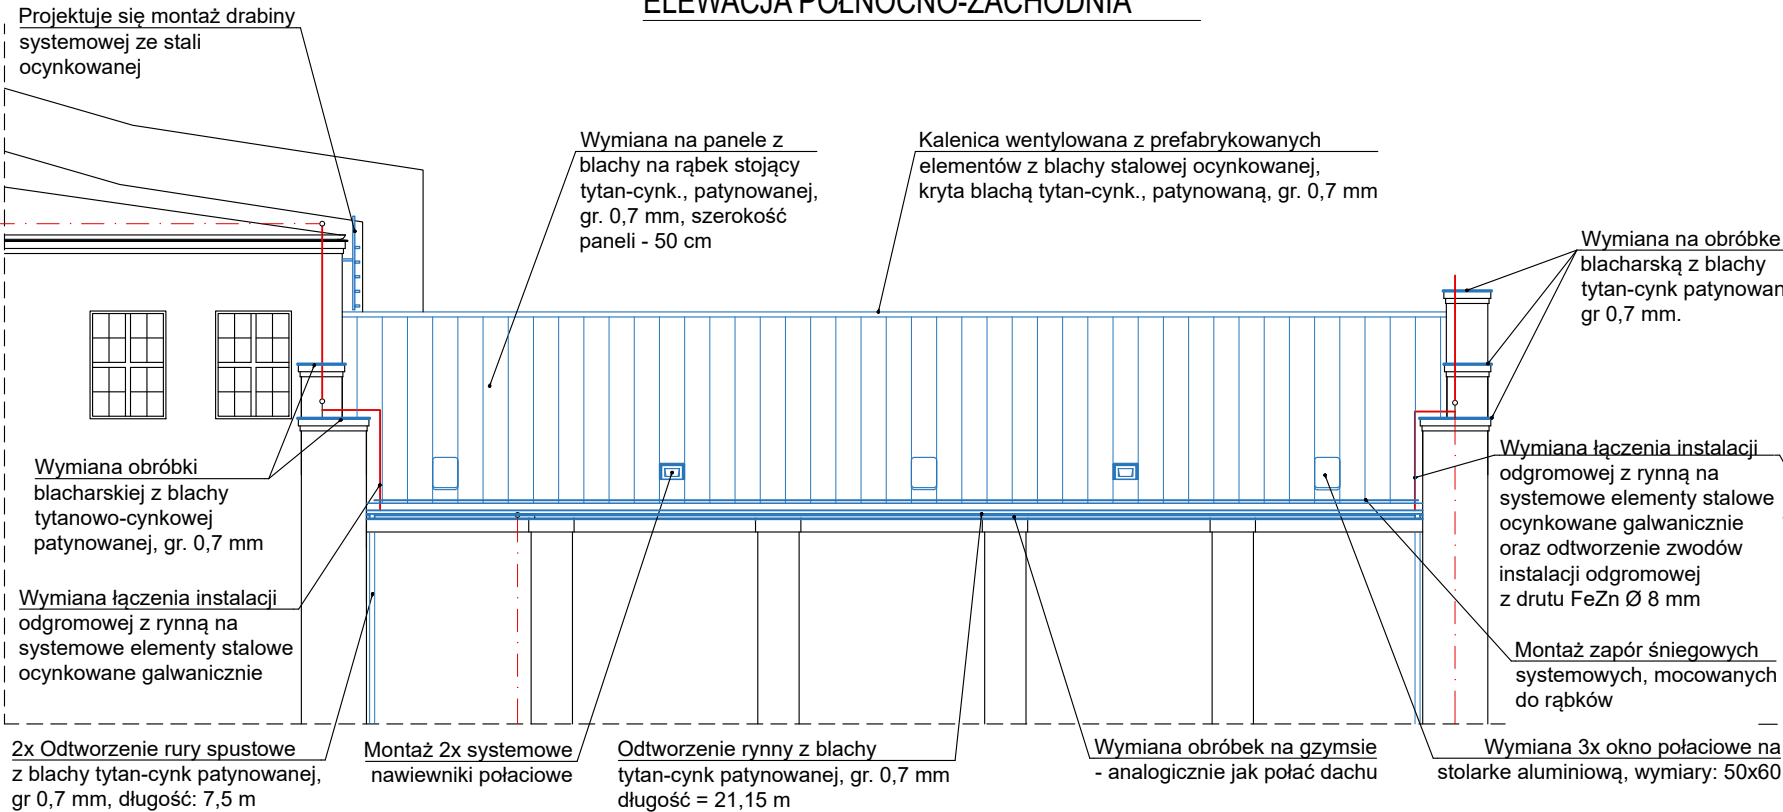 ELEWACJA PÓŁNOCNO-ZACHODNIA
Projektuje się montaż drabiny
systemowej ze stali
ocynkowanej
Wymiana na panele z
blachy na rąbek stojący
tytan-cynk., patynowanej,
gr. 0,7 mm, szerokość
paneli - 50 cm
Kalenica wentylowana z prefabrykowanych
elementów z blachy stalowej ocynkowanej,
kryta blachą tytan-cynk., patynowaną, gr. 0,7 mm
Wymiana na obróbke
blacharską z blachy
tytan-cynk patynowan
gr 0,7 mm.
Wymiana obróbki
blacharskiej z blachy
tytanowo-cynkowej
patynowanej, gr. 0,7 mm
Wymiana łączenia instalacji
odgromowej z rynną na
systemowe elementy stalowe
ocynkowane galwanicznie
oraz odtworzenie zwodów
instalacji odgromowej
z drutu FeZn Ø 8 mm
Wymiana łączenia instalacji
odgromowej z rynną na
systemowe elementy stalowe
ocynkowane galwanicznie
Montaż zapór śniegowych
systemowych, mocowanych
do rąbków
2x Odtworzenie rury spustowe
z blachy tytan-cynk patynowanej,
gr 0,7 mm, długość: 7,5 m
Montaż 2x systemowe
nawiewniki połaciowe
Odtworzenie rynny z blachy
tytan-cynk patynowanej, gr. 0,7 mm
długość = 21,15 m
Wymiana obróbek na gzymsie
- analogicznie jak połać dachu
Wymiana 3x okno połaciowe na
stolarke aluminiową, wymiary: 50x60